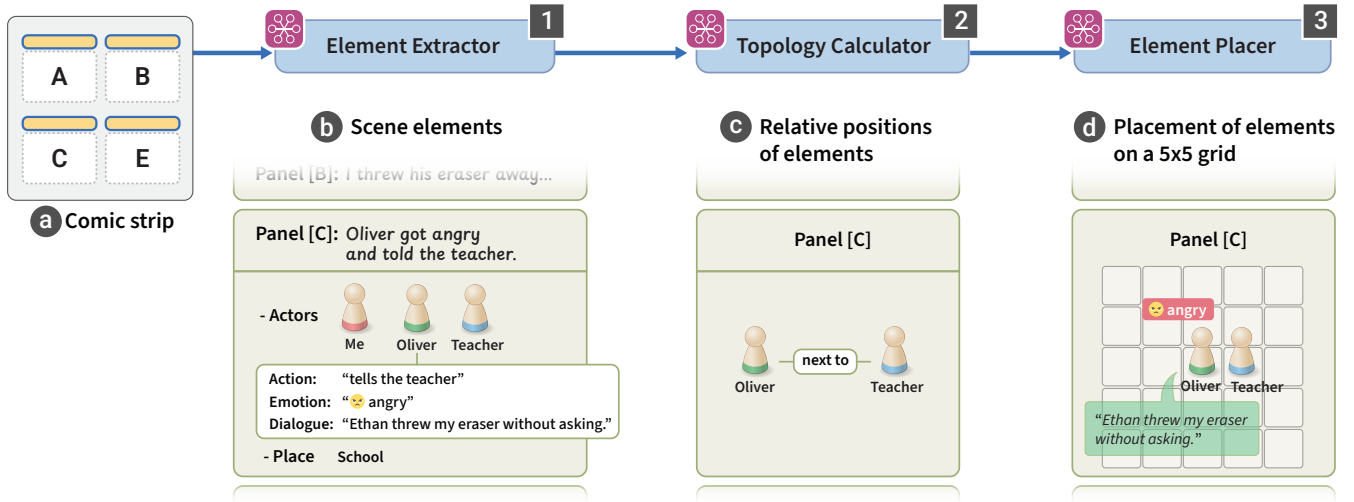 A
B
C
E
a Comic strip
Element Extractor
1
Topology Calculator
2
Element Placer
3
b Scene elements
Panel [B]: I threw his eraser away...
Panel [C]: Oliver got angry
and told the teacher.
- Actors
Me
Oliver
Teacher
Action: “tells the teacher”
Emotion: “😠 angry”
Dialogue: “Ethan threw my eraser without asking.”
- Place School
c Relative positions
of elements
Panel [C]
Oliver
next to
Teacher
d Placement of elements
on a 5x5 grid
Panel [C]
angry
Oliver
Teacher
“Ethan threw my eraser
without asking.”